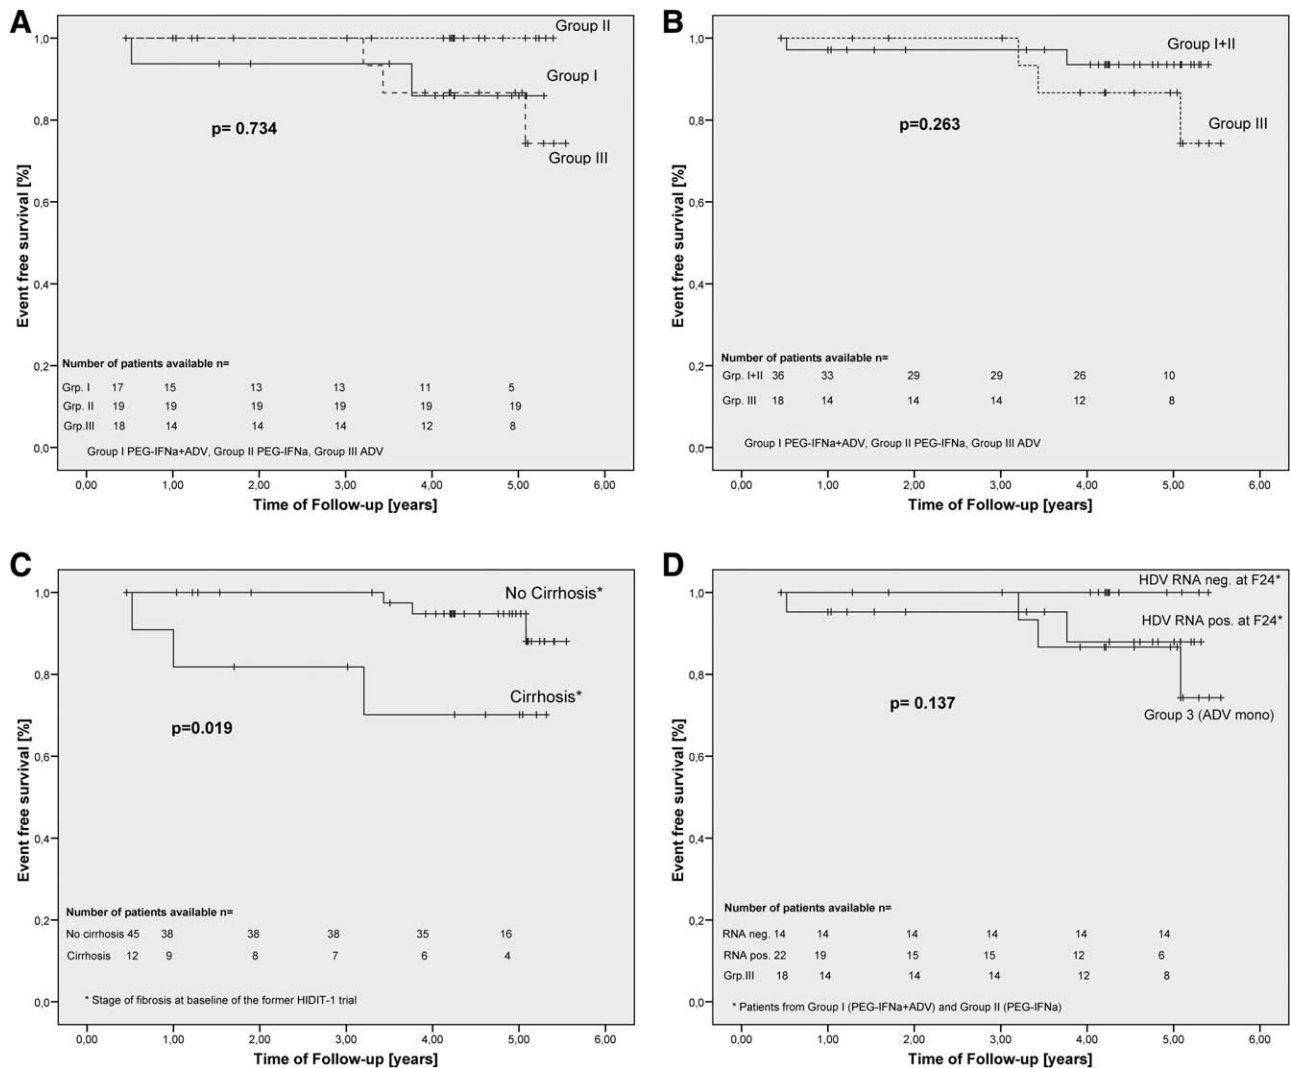 A
Event free survival [%]
1,0
0,8
0,6
0,4
0,2
0,0
Group II
Group I
p= 0.734
Group III
Number of patients available n=
Grp. I 17 15 13 13 11 5
Grp. II 19 19 19 19 19 19
Grp.III 18 14 14 14 12 8
Group I PEG-IFNa+ADV, Group II PEG-IFNa, Group III ADV
0,00 1,00 2,00 3,00 4,00 5,00 6,00
Time of Follow-up [years]
B
Event free survival [%]
1,0
0,8
0,6
0,4
0,2
0,0
Group I+II
p=0.263
Group III
Number of patients available n=
Grp. I+II 36 33 29 29 26 10
Grp. III 18 14 14 14 12 8
Group I PEG-IFNa+ADV, Group II PEG-IFNa, Group III ADV
0,00 1,00 2,00 3,00 4,00 5,00 6,00
Time of Follow-up [years]
C
Event free survival [%]
1,0
0,8
0,6
0,4
0,2
0,0
No Cirrhosis*
Cirrhosis*
p=0.019
Number of patients available n=
No cirrhosis 45 38 38 38 35 16
Cirrhosis 12 9 8 7 6 4
* Stage of fibrosis at baseline of the former HIDIT-1 trial
0,00 1,00 2,00 3,00 4,00 5,00 6,00
Time of Follow-up [years]
D
Event free survival [%]
1,0
0,8
0,6
0,4
0,2
0,0
HDV RNA neg. at F24*
HDV RNA pos. at F24*
p= 0.137
Group 3 (ADV mono)
Number of patients available n=
RNA neg. 14 14 14 14 14 14
RNA pos. 22 19 15 15 12 6
Grp.III 18 14 14 14 12 8
* Patients from Group I (PEG-IFNa+ADV) and Group II (PEG-IFNa)
0,00 1,00 2,00 3,00 4,00 5,00 6,00
Time of Follow-up [years]